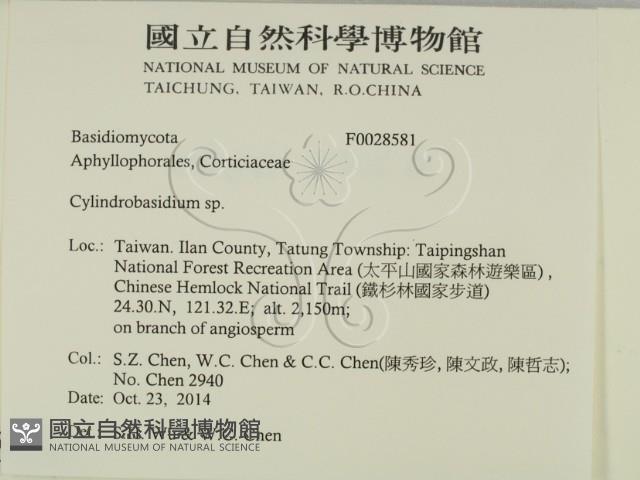 國立自然科學博物館
NATIONAL MUSEUM OF NATURAL SCIENCE
TAICHUNG, TAIWAN, R.O.CHINA
Basidiomycota F0028581
Aphyllophorales, Corticiaceae
Cylindrobasidium sp.
Loc.: Taiwan. Ilan County, Tatung Township: Taipingshan
National Forest Recreation Area (太平山國家森林遊樂區),
Chinese Hemlock National Trail (鐵杉林國家步道)
24.30.N, 121.32.E; alt. 2,150m;
on branch of angiosperm
Col.: S.Z. Chen, W.C. Chen & C.C. Chen(陳秀珍, 陳文政, 陳哲志);
No. Chen 2940
Date: Oct. 23, 2014
Chen
國立自然科學博物館
NATIONAL MUSEUM OF NATURAL SCIENCE